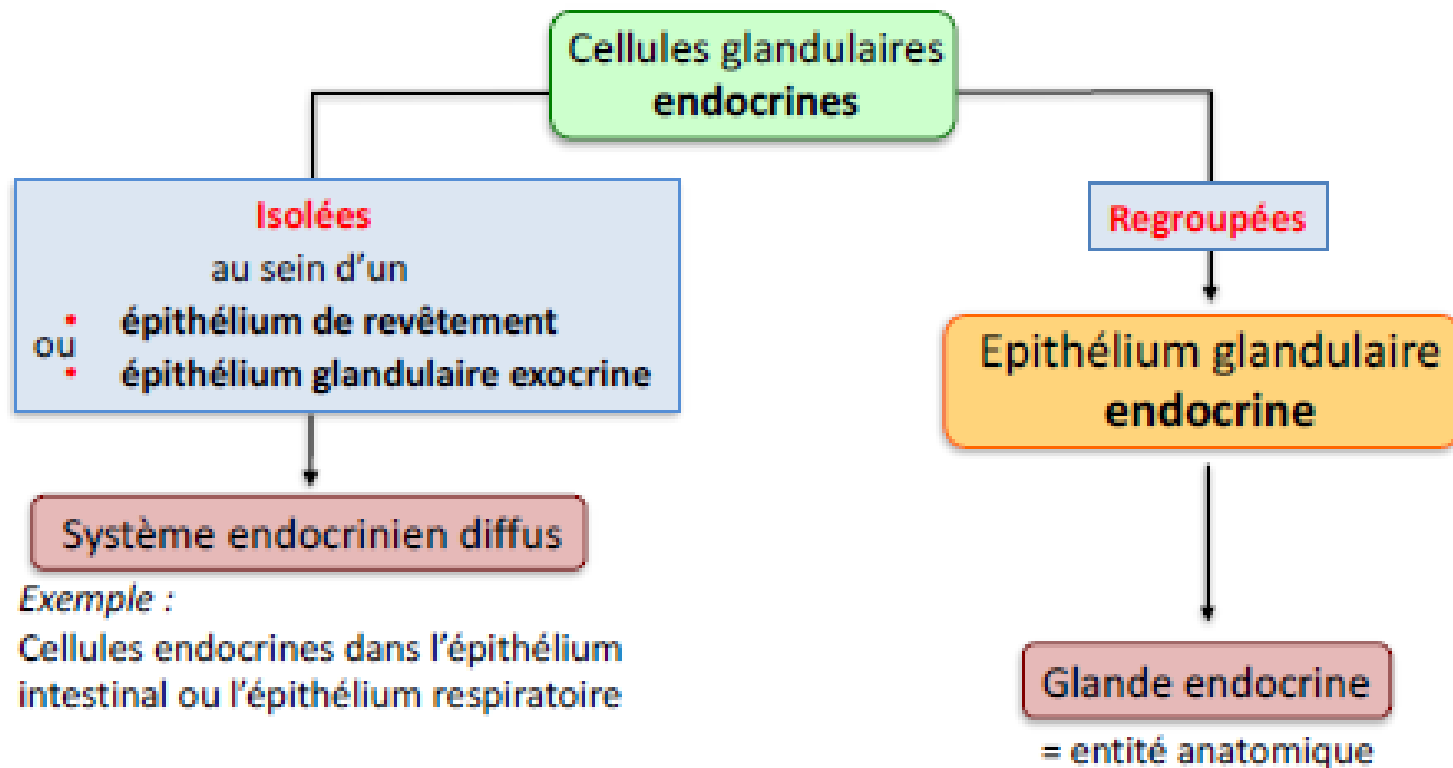 Cellules glandulaires
endocrines
Isolées
au sein d'un
• épithélium de revêtement
ou
• épithélium glandulaire exocrine
Regroupées
Epithélium glandulaire
endocrine
Système endocrinien diffus
Exemple :
Cellules endocrines dans l'épithélium
intestinal ou l'épithélium respiratoire
Glande endocrine
= entité anatomique